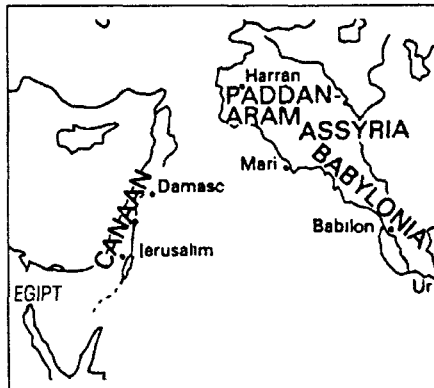 Harran
PADDAN-
ARAM
ASSYRIA
Mari
BABYLONIA
Damasc
CANAAN
Babilon
Ierusalim
Ur
EGIPT